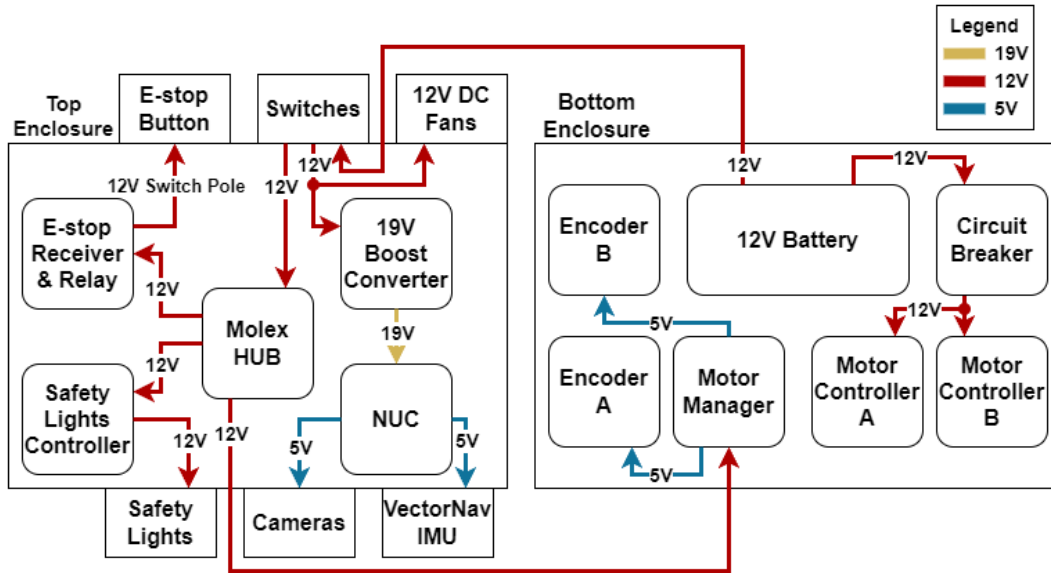 Legend
19V
12V
5V
Top
Enclosure
E-stop
Button
Switches
12V DC
Fans
12V
12V
12V Switch Pole
E-stop
Receiver
& Relay
19V
Boost
Converter
12V
19V
Molex
HUB
12V
Safety
Lights
Controller
12V
12V
NUC
5V
5V
Safety
Lights
Cameras
VectorNav
IMU
Bottom
Enclosure
12V
12V
Encoder
B
12V Battery
Circuit
Breaker
5V
12V
Encoder
A
Motor
Manager
Motor
Controller
A
Motor
Controller
B
5V